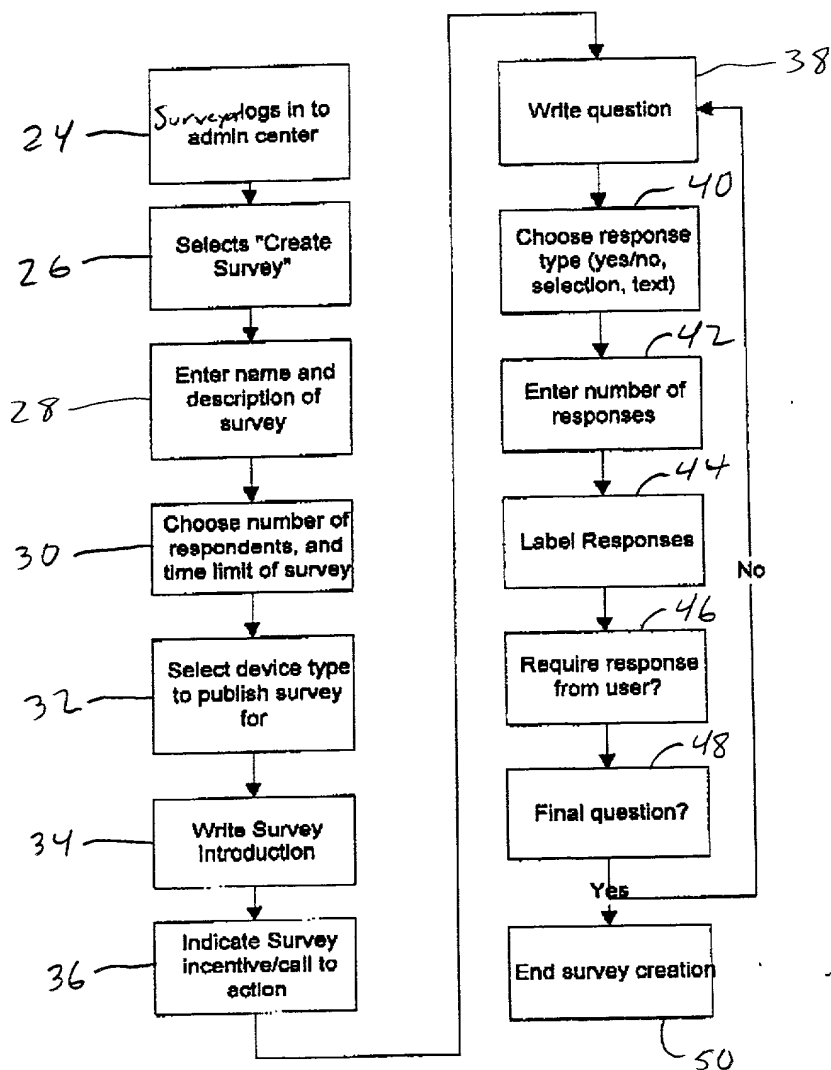 24
Surveyor logs in to
admin center
26
Selects "Create
Survey"
28
Enter name and
description of
survey
30
Choose number of
respondents, and
time limit of survey
32
Select device type
to publish survey
for
34
Write Survey
Introduction
36
Indicate Survey
incentive/call to
action
38
Write question
40
Choose response
type (yes/no,
selection, text)
42
Enter number of
responses
44
Label Responses
No
46
Require response
from user?
48
Final question?
Yes
End survey creation
50